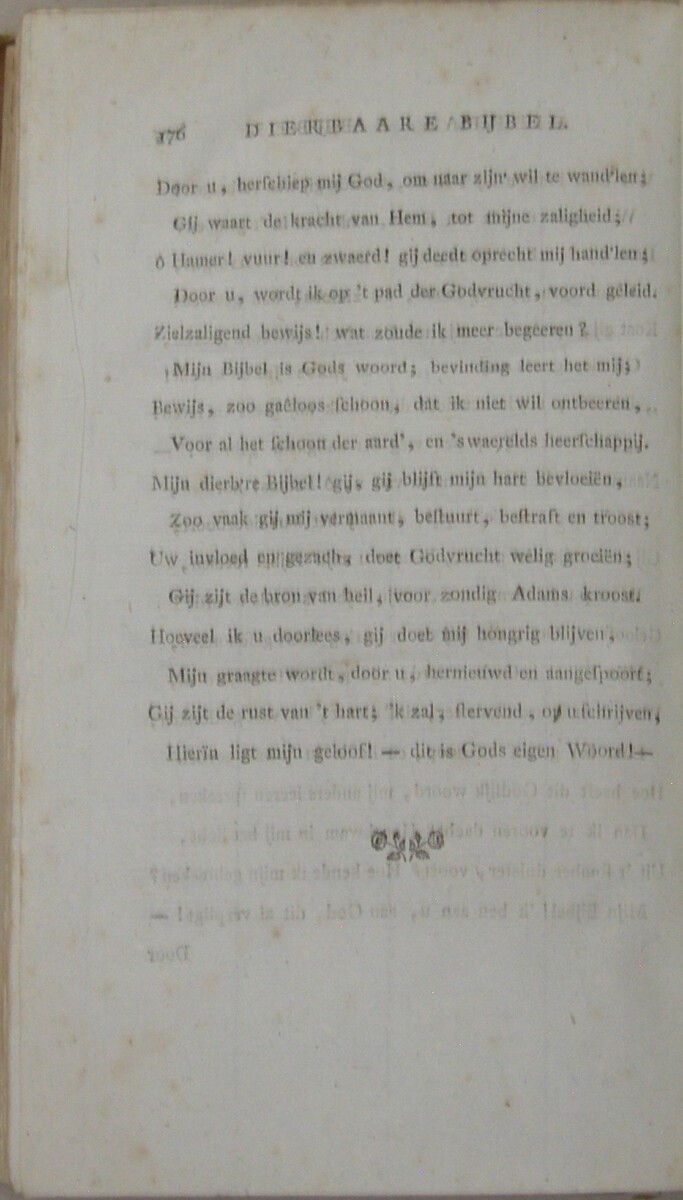 176 DIERBAARE BIJBEL.
Door u, herſchiep mij God, om naar zijn' wil te wand'len;
Gij waart de kracht van Hem, tot mijne zaligheid;
ô Hamer! vuur! en zwaerd! gij deedt oprecht mij hand'len;
Door u, wordt ik op 't pad der Godvrucht, voord geleid.
Zielzaligend bewijs! wat zoude ik meer begeeren?
Mijn Bijbel is Gods woord; bevinding leert het mij;
Bewijs, zoo gaêloos ſchoon, dat ik niet wil ontbeeren,
Voor al het ſchoon der aard', en 's waerelds heerſchappij.
Mijn dierb're Bijbel! gij, gij blijft mijn hart bevloeiën,
Zoo vaak gij mij vermaant, beſtuurt, beſtraft en troost;
Uw invloed en gezach, doet Godvrucht welig groeiën;
Gij zijt de bron van heil, voor zondig Adams kroost.
Hoeveel ik u doorlees, gij doet mij hongrig blijven,
Mijn graagte wordt, door u, hernieuwd en aangeſpoort;
Gij zijt de rust van 't hart; 'k zal, ſtervend, op u ſchrijven,
Hierïn ligt mijn geloof! — dit is Gods eigen Woord! —